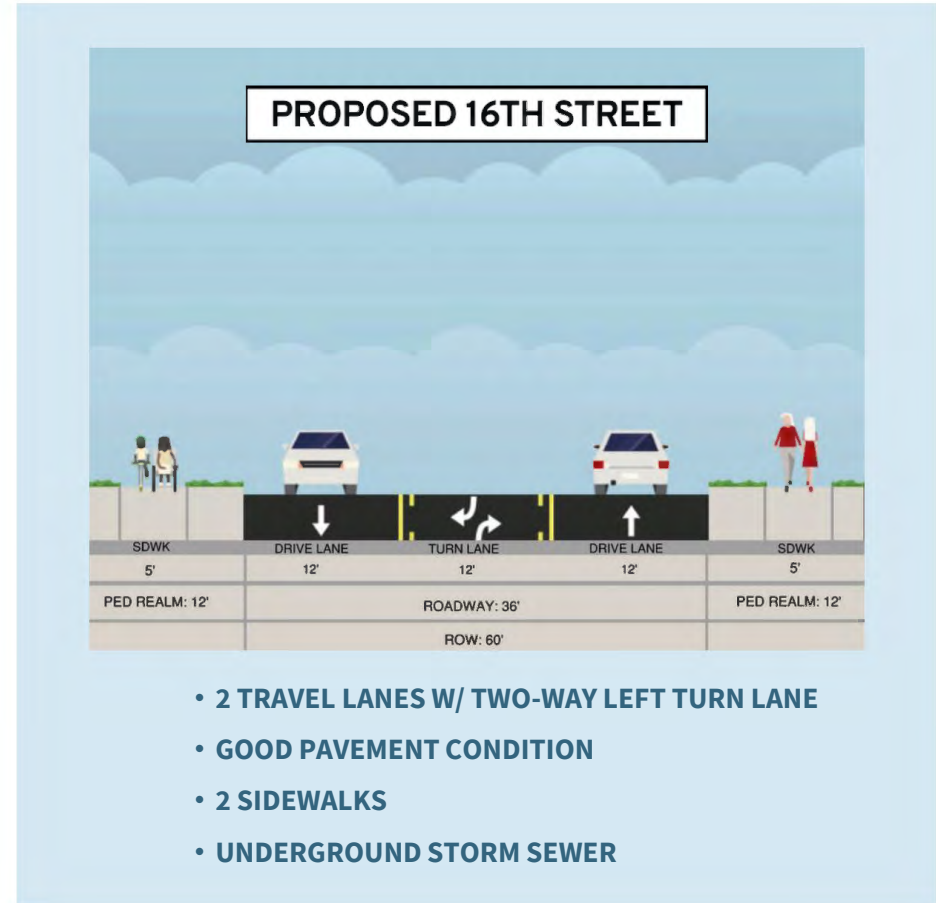 PROPOSED 16TH STREET
SDWK DRIVE LANE TURN LANE DRIVE LANE SDWK
5' 12' 12' 12' 5'
PED REALM: 12' ROADWAY: 36' PED REALM: 12'
ROW: 60'
• 2 TRAVEL LANES W/ TWO-WAY LEFT TURN LANE
• GOOD PAVEMENT CONDITION
• 2 SIDEWALKS
• UNDERGROUND STORM SEWER